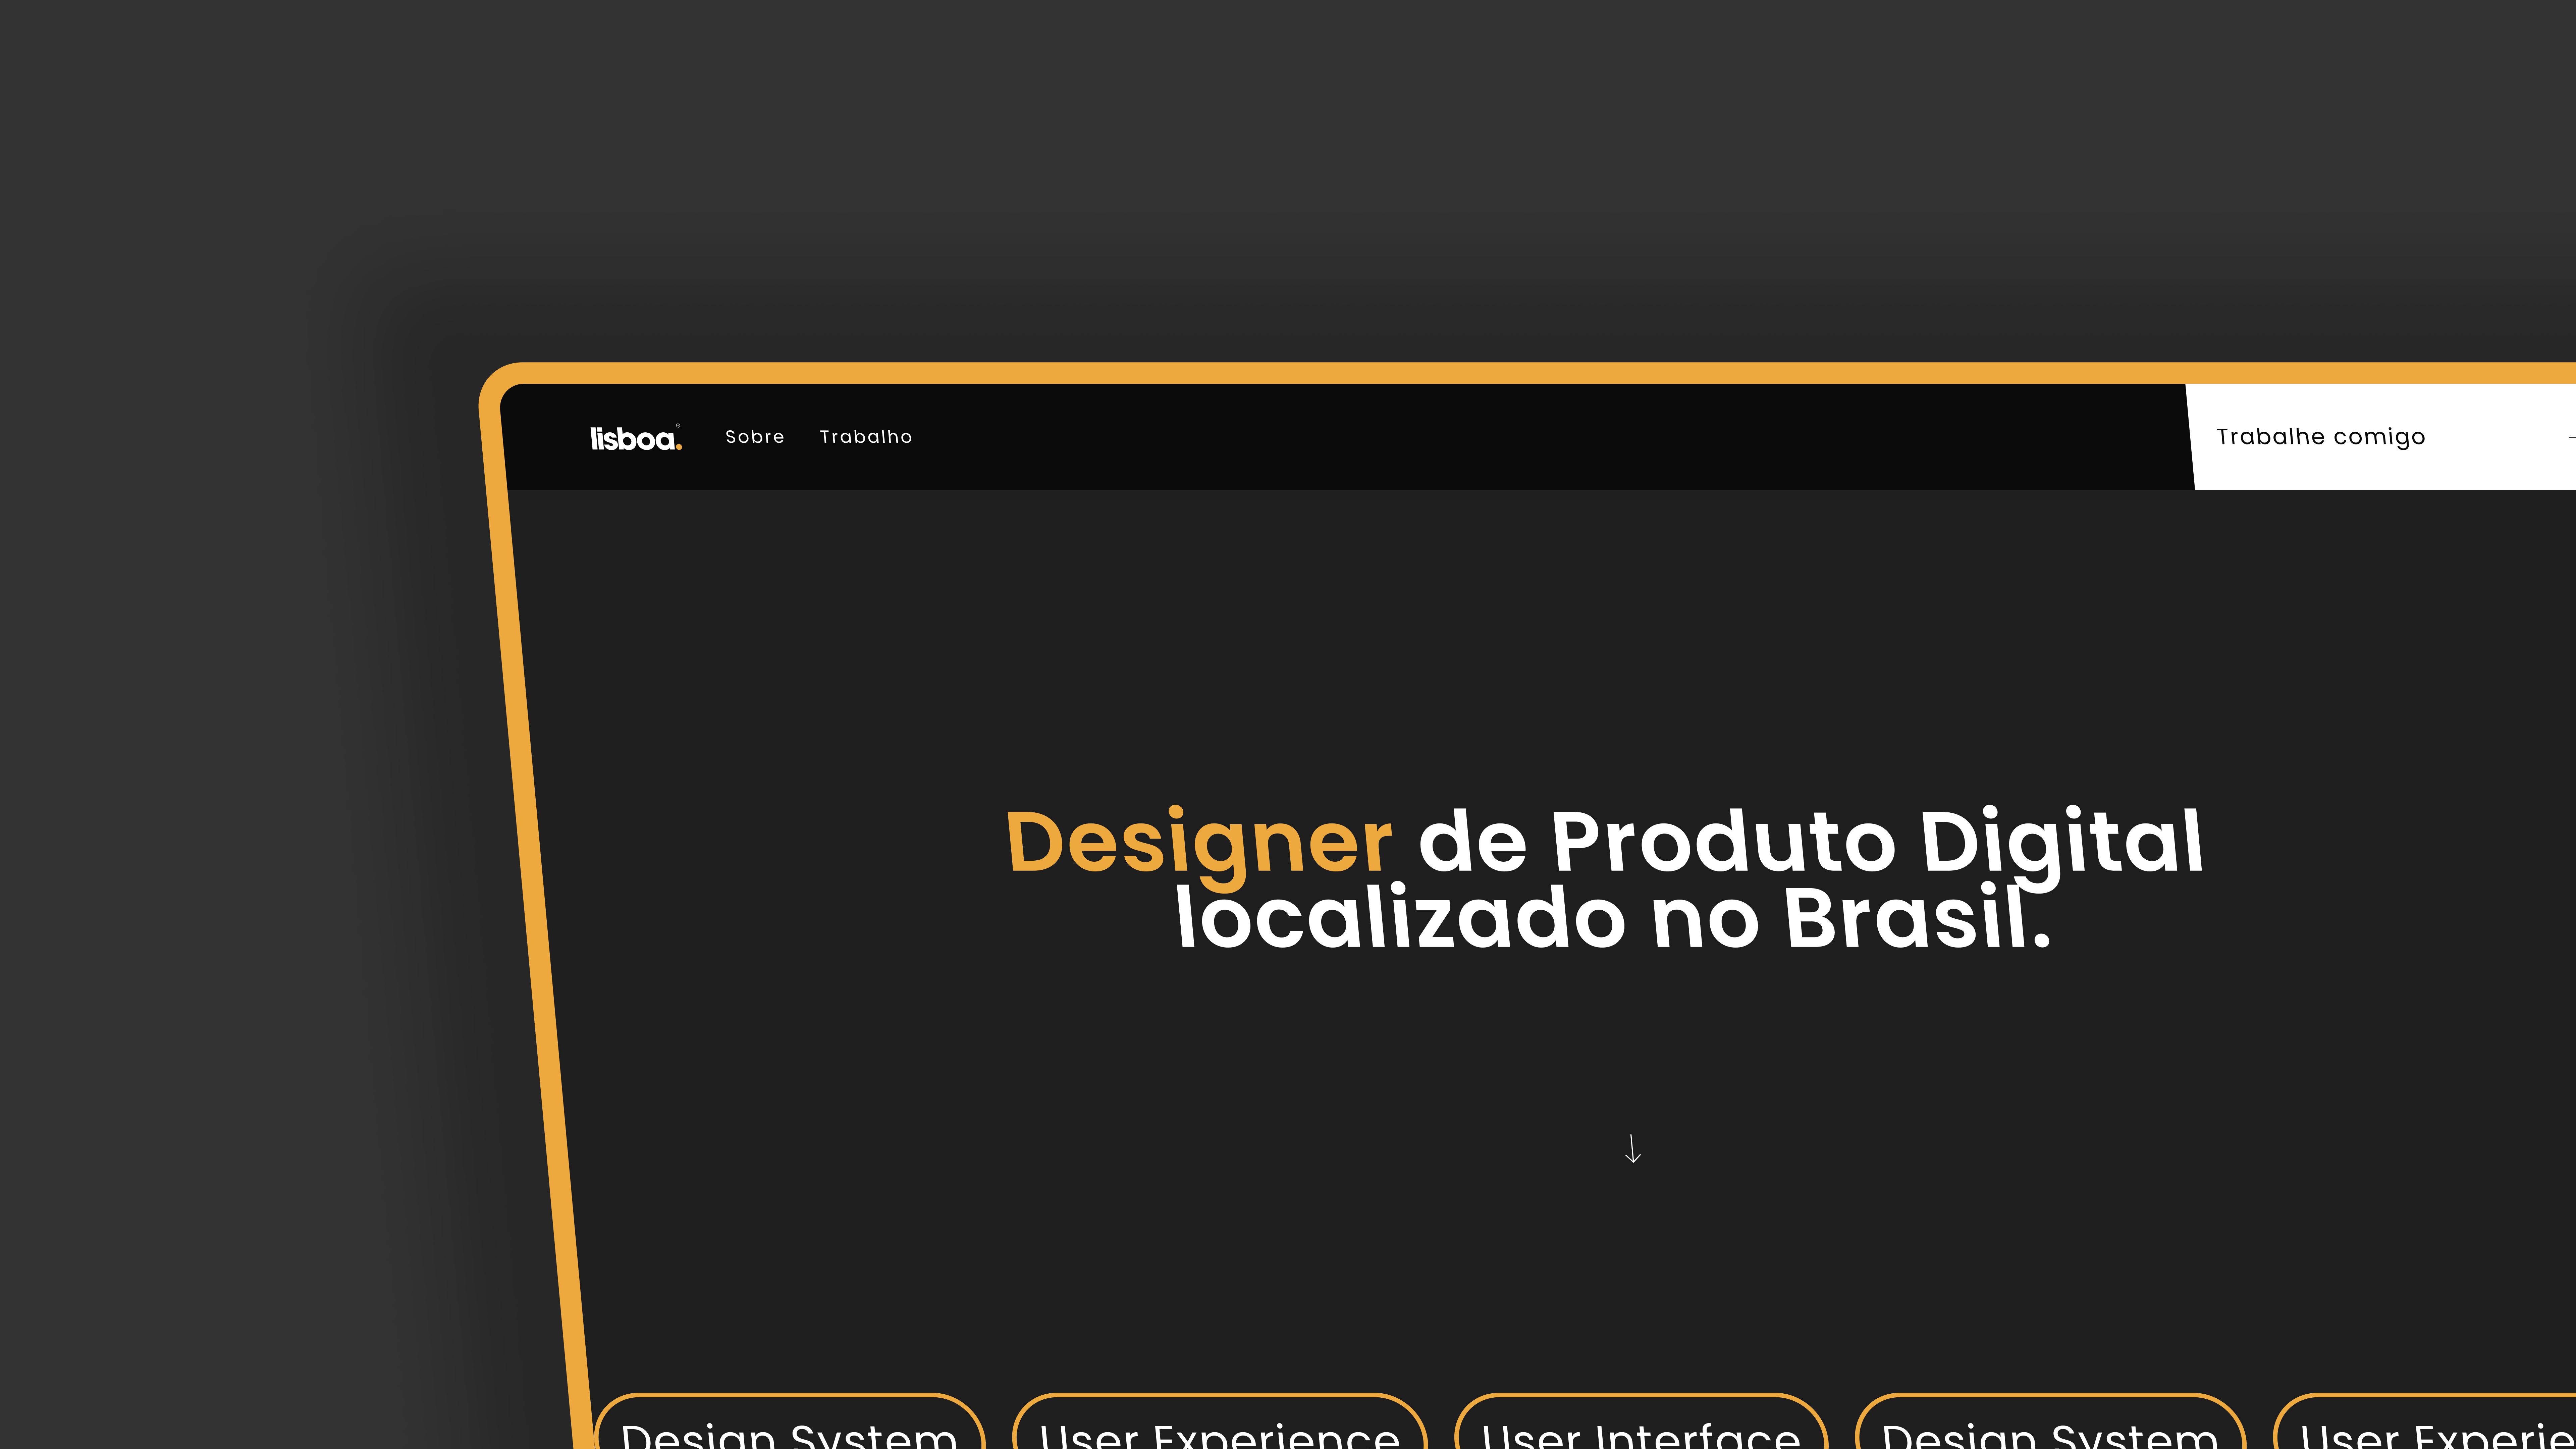 lisboa.
Sobre
Trabalho
Trabalhe comigo
Designer de Produto Digital
localizado no Brasil.
Design System
User Experience
User Interface
Design System
User Experie